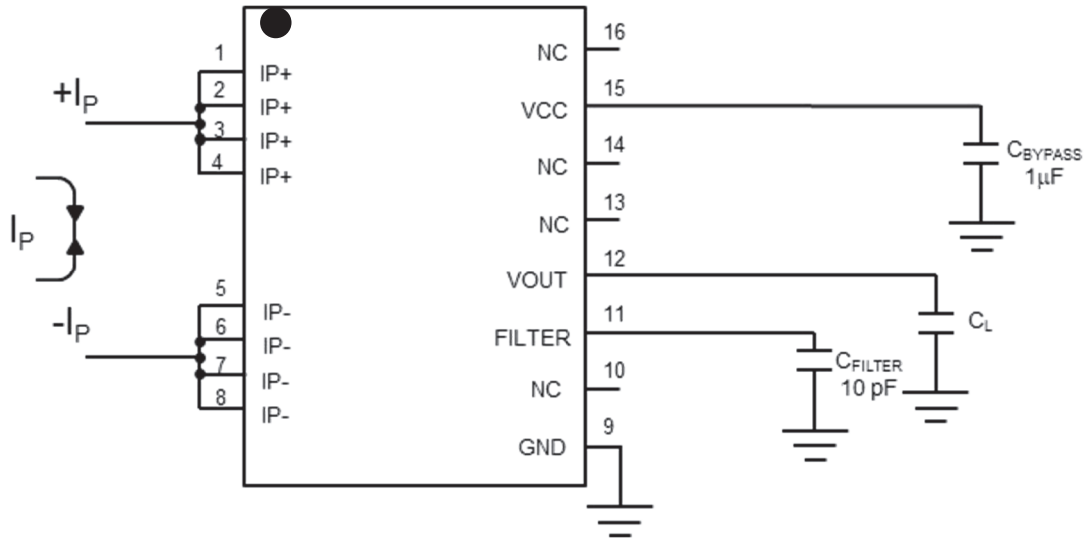 +IP
1
IP+
2
IP+
3
IP+
4
IP+
IP
-IP
5
IP-
6
IP-
7
IP-
8
IP-
16
NC
15
VCC
14
NC
13
NC
12
VOUT
11
FILTER
10
NC
9
GND
CBYPASS
1μF
CL
CFILTER
10 pF